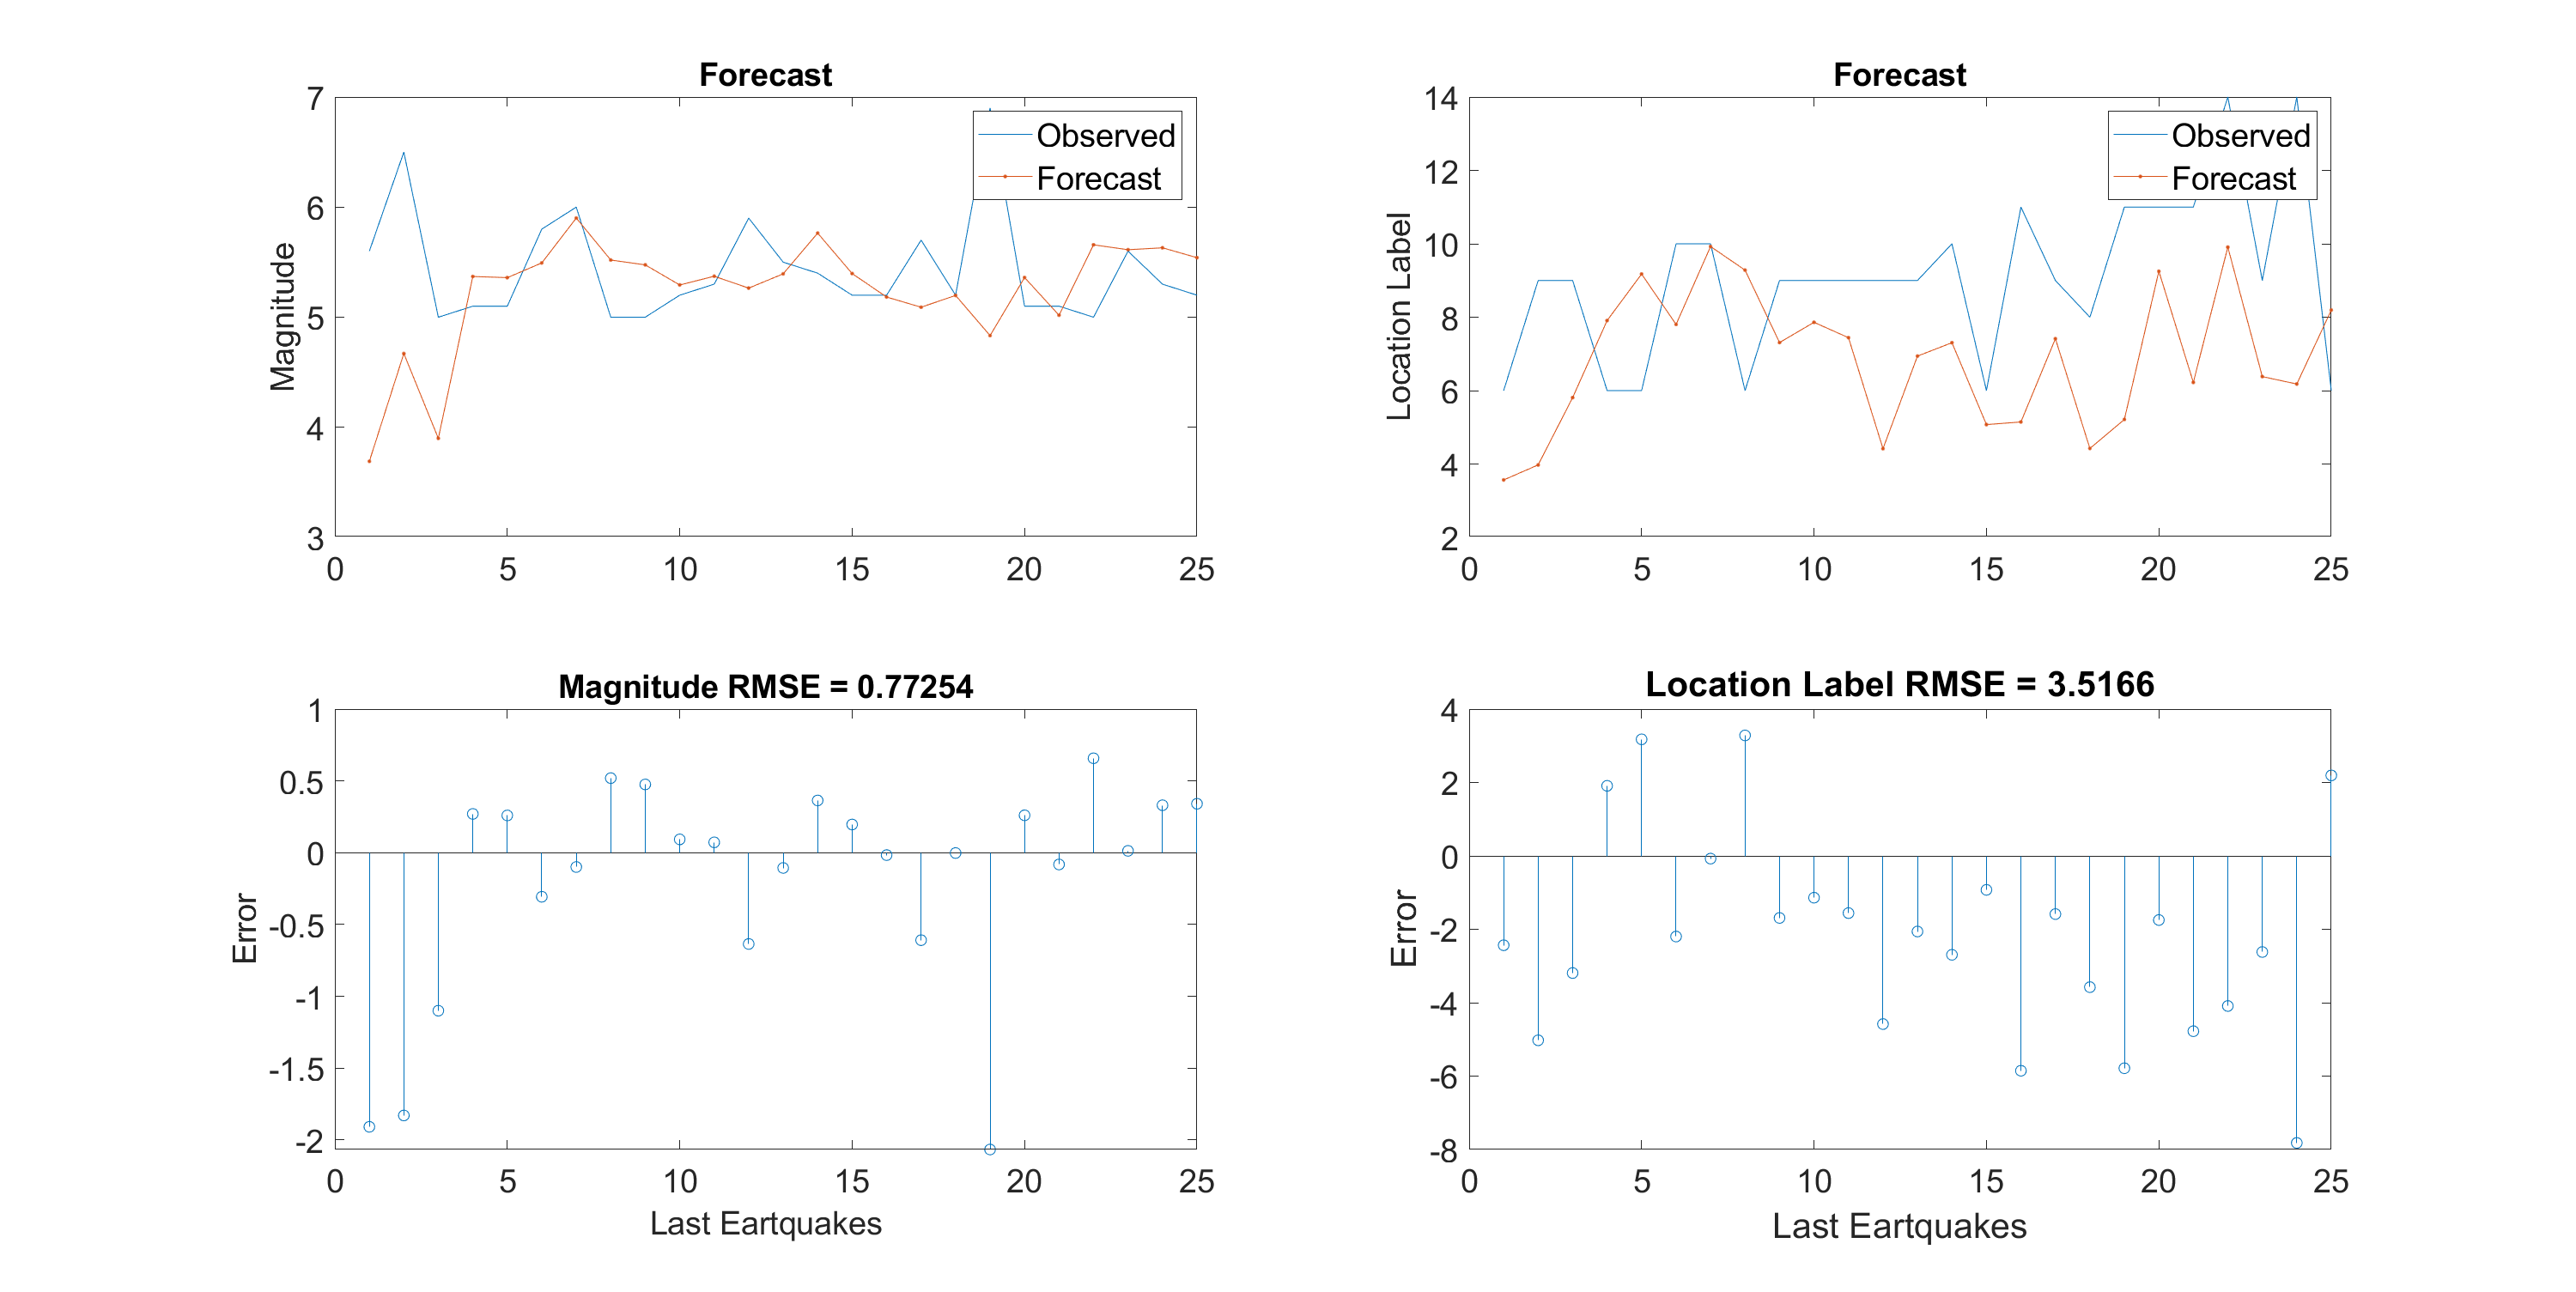 Forecast
Magnitude
7
6
5
4
3
0 5 10 15 20 25
Observed
Forecast
Forecast
Location Label
14
12
10
8
6
4
2
0 5 10 15 20 25
Observed
Forecast
Magnitude RMSE = 0.77254
Error
1
0.5
0
-0.5
-1
-1.5
-2
0 5 10 15 20 25
Last Eartquakes
Location Label RMSE = 3.5166
Error
4
2
0
-2
-4
-6
-8
0 5 10 15 20 25
Last Eartquakes